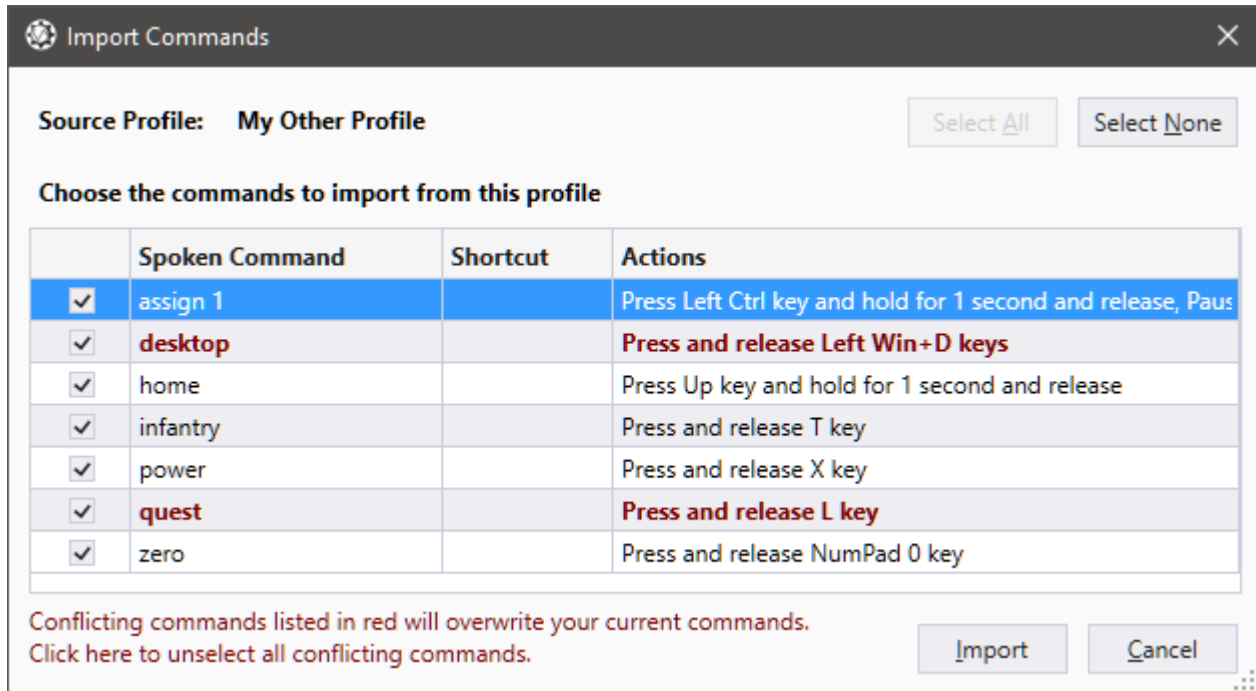 Import Commands
Source Profile: My Other Profile Select All Select None
Choose the commands to import from this profile
Spoken Command Shortcut Actions
assign 1 Press Left Ctrl key and hold for 1 second and release, Paus
desktop Press and release Left Win+D keys
home Press Up key and hold for 1 second and release
infantry Press and release T key
power Press and release X key
quest Press and release L key
zero Press and release NumPad 0 key
Conflicting commands listed in red will overwrite your current commands.
Click here to unselect all conflicting commands.
Import Cancel